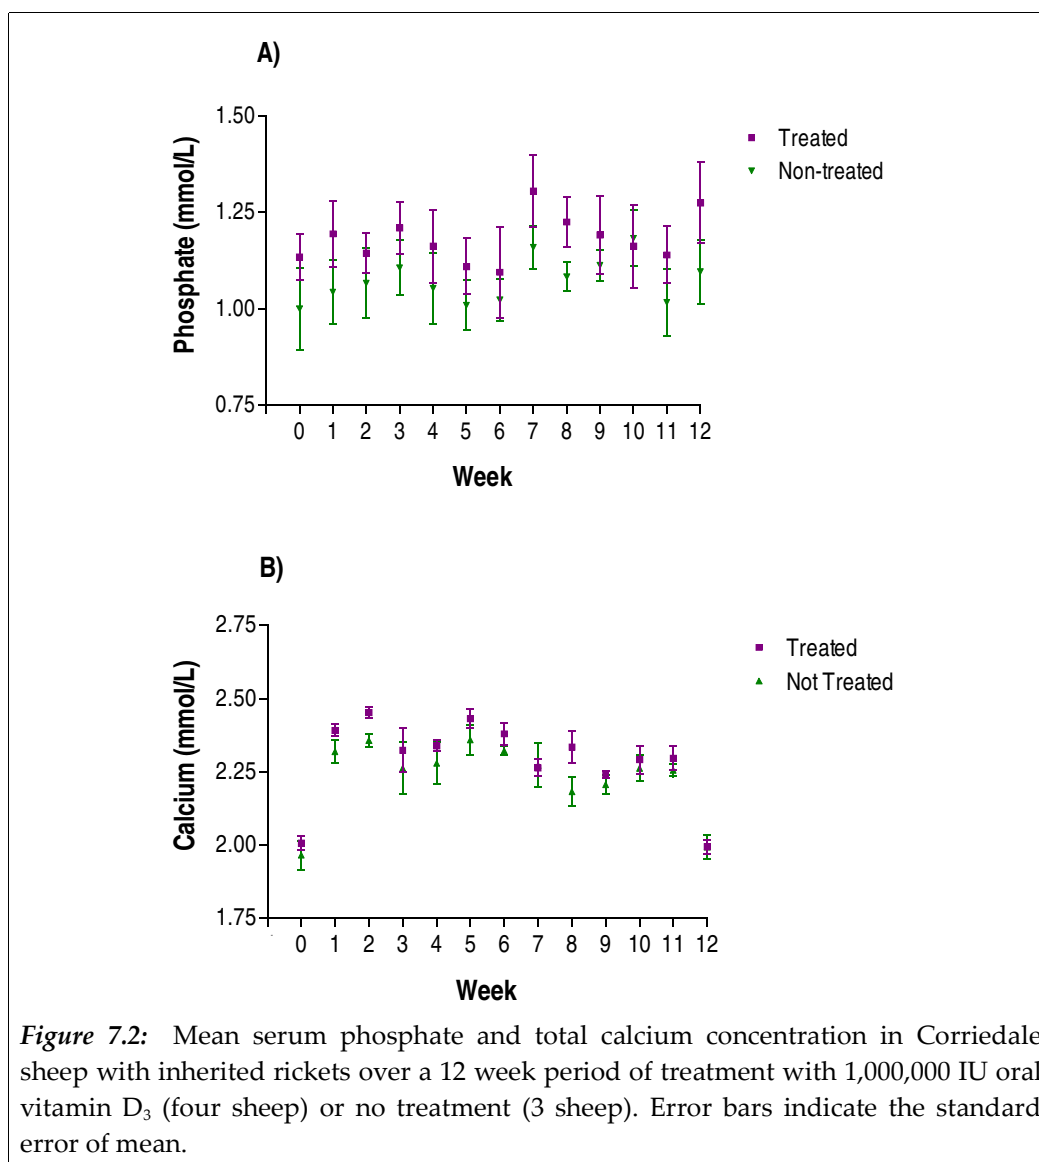 A)
Phosphate (mmol/L)
1.50
1.25
1.00
0.75
Treated
Non-treated
0 1 2 3 4 5 6 7 8 9 10 11 12
Week
B)
Calcium (mmol/L)
2.75
2.50
2.25
2.00
1.75
Treated
Not Treated
0 1 2 3 4 5 6 7 8 9 10 11 12
Week
Figure 7.2: Mean serum phosphate and total calcium concentration in Corriedale
sheep with inherited rickets over a 12 week period of treatment with 1,000,000 IU oral
vitamin D₃ (four sheep) or no treatment (3 sheep). Error bars indicate the standard
error of mean.